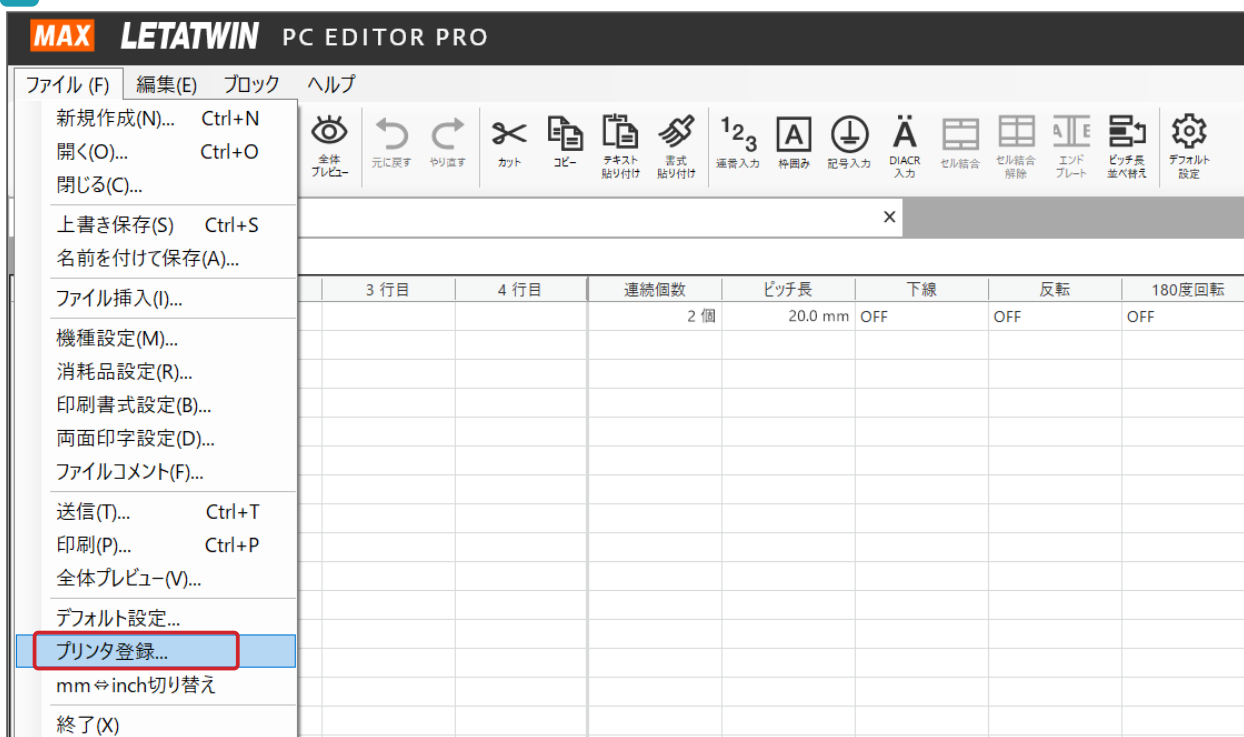 MAX LETATWIN PC EDITOR PRO
ファイル (F) 編集(E) ブロック ヘルプ
新規作成(N)... Ctrl+N
開く(O)... Ctrl+O
閉じる(C)...
上書き保存(S) Ctrl+S
名前を付けて保存(A)...
ファイル挿入(I)...
機種設定(M)...
消耗品設定(R)...
印刷書式設定(B)...
両面印字設定(D)...
ファイルコメント(F)...
送信(T)... Ctrl+T
印刷(P)... Ctrl+P
全体プレビュー(V)...
デフォルト設定...
プリンタ登録...
mm⇔inch切り替え
終了(X)
全体
プレビュー
元に戻す
やり直す
カット
コピー
テキスト
貼り付け
書式
貼り付け
123
連番入力
A
枠囲み
記号入力
Ä
DIACR
入力
セル結合
セル結合
解除
A E
エンド
プレート
ピッチ長
並べ替え
デフォルト
設定
×
3 行目 4 行目 連続個数 ピッチ長 下線 反転 180度回転
2 個 20.0 mm OFF OFF OFF